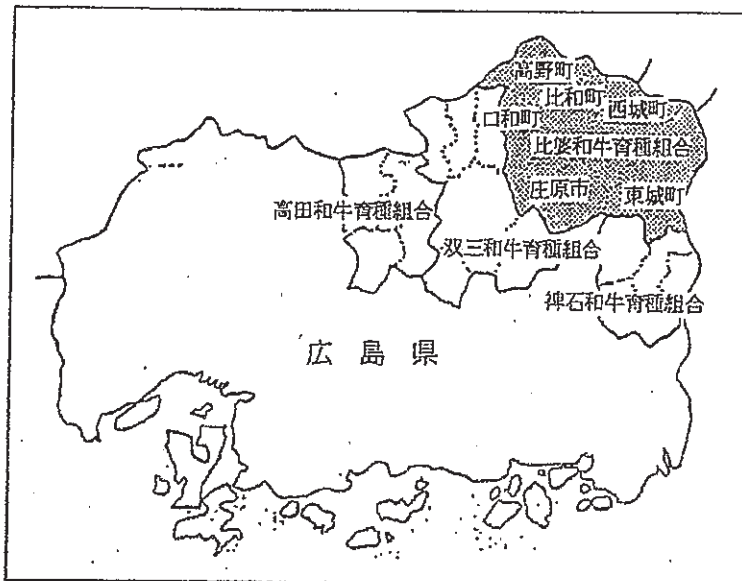 高野町
比和町
西城町
口和町
比婆和牛育種組合
庄原市
東城町
高田和牛育種組合
双三和牛育種組合
神石和牛育種組合
広島県